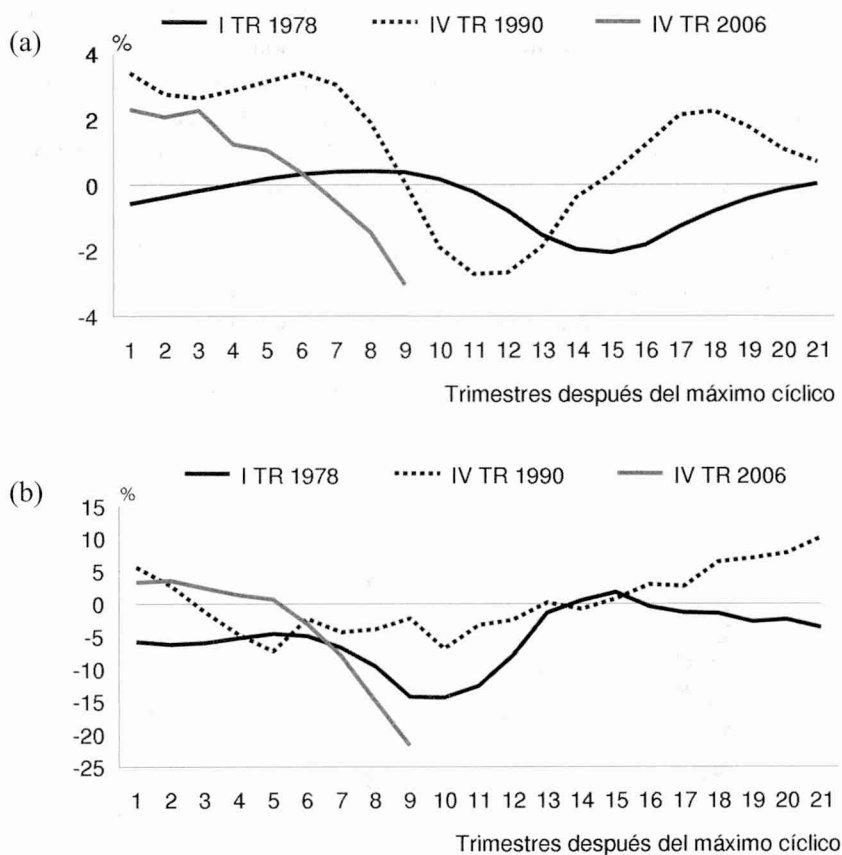 (a)
I TR 1978 IV TR 1990 IV TR 2006
%
4
2
0
-2
-4
1 2 3 4 5 6 7 8 9 10 11 12 13 14 15 16 17 18 19 20 21
Trimestres después del máximo cíclico
(b)
I TR 1978 IV TR 1990 IV TR 2006
%
15
10
5
0
-5
-10
-15
-20
-25
1 2 3 4 5 6 7 8 9 10 11 12 13 14 15 16 17 18 19 20 21
Trimestres después del máximo cíclico